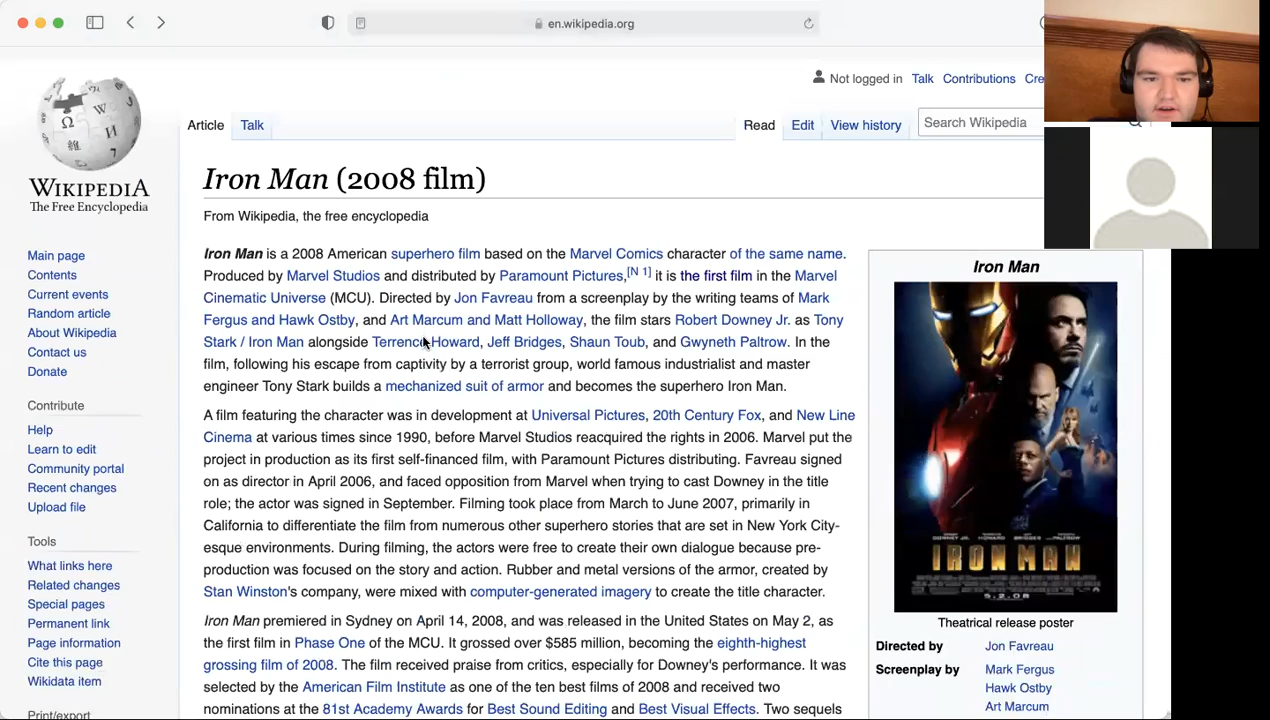 en.wikipedia.org
Not logged in Talk Contributions Cre
Article Talk Read Edit View history Search Wikipedia
WIKIPEDIA
The Free Encyclopedia
Main page
Contents
Current events
Random article
About Wikipedia
Contact us
Donate
Contribute
Help
Learn to edit
Community portal
Recent changes
Upload file
Tools
What links here
Related changes
Special pages
Permanent link
Page information
Cite this page
Wikidata item
Print/export
Iron Man (2008 film)
From Wikipedia, the free encyclopedia
Iron Man is a 2008 American superhero film based on the Marvel Comics character of the same name.
Produced by Marvel Studios and distributed by Paramount Pictures,[N 1] it is the first film in the Marvel
Cinematic Universe (MCU). Directed by Jon Favreau from a screenplay by the writing teams of Mark
Fergus and Hawk Ostby, and Art Marcum and Matt Holloway, the film stars Robert Downey Jr. as Tony
Stark / Iron Man alongside Terrence Howard, Jeff Bridges, Shaun Toub, and Gwyneth Paltrow. In the
film, following his escape from captivity by a terrorist group, world famous industrialist and master
engineer Tony Stark builds a mechanized suit of armor and becomes the superhero Iron Man.
A film featuring the character was in development at Universal Pictures, 20th Century Fox, and New Line
Cinema at various times since 1990, before Marvel Studios reacquired the rights in 2006. Marvel put the
project in production as its first self-financed film, with Paramount Pictures distributing. Favreau signed
on as director in April 2006, and faced opposition from Marvel when trying to cast Downey in the title
role; the actor was signed in September. Filming took place from March to June 2007, primarily in
California to differentiate the film from numerous other superhero stories that are set in New York City-
esque environments. During filming, the actors were free to create their own dialogue because pre-
production was focused on the story and action. Rubber and metal versions of the armor, created by
Stan Winston's company, were mixed with computer-generated imagery to create the title character.
Iron Man premiered in Sydney on April 14, 2008, and was released in the United States on May 2, as
the first film in Phase One of the MCU. It grossed over $585 million, becoming the eighth-highest
grossing film of 2008. The film received praise from critics, especially for Downey's performance. It was
selected by the American Film Institute as one of the ten best films of 2008 and received two
nominations at the 81st Academy Awards for Best Sound Editing and Best Visual Effects. Two sequels
Iron Man
IRON MAN
5.2.08
Theatrical release poster
Directed by Jon Favreau
Screenplay by Mark Fergus
Hawk Ostby
Art Marcum